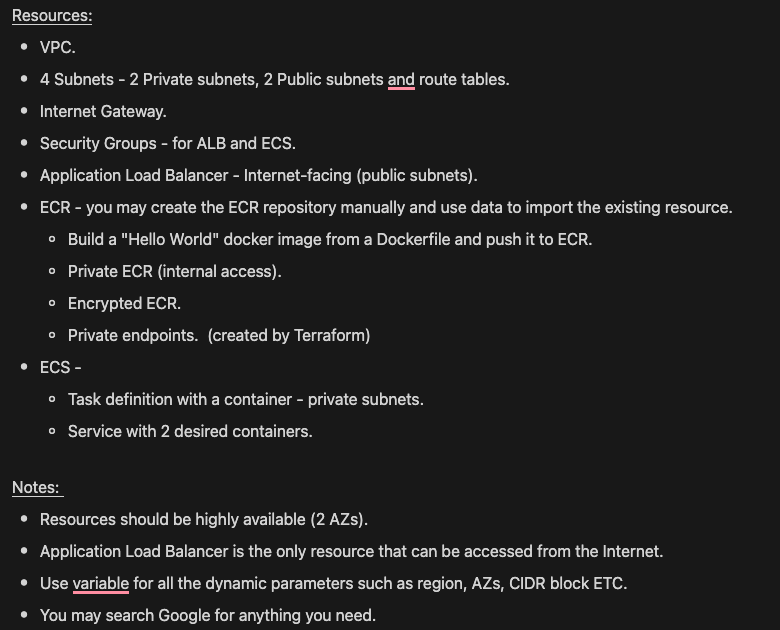 Resources:
VPC.
4 Subnets - 2 Private subnets, 2 Public subnets and route tables.
Internet Gateway.
Security Groups - for ALB and ECS.
Application Load Balancer - Internet-facing (public subnets).
ECR - you may create the ECR repository manually and use data to import the existing resource.
Build a "Hello World" docker image from a Dockerfile and push it to ECR.
Private ECR (internal access).
Encrypted ECR.
Private endpoints.  (created by Terraform)
ECS -
Task definition with a container - private subnets.
Service with 2 desired containers.
Notes:
Resources should be highly available (2 AZs).
Application Load Balancer is the only resource that can be accessed from the Internet.
Use variable for all the dynamic parameters such as region, AZs, CIDR block ETC.
You may search Google for anything you need.